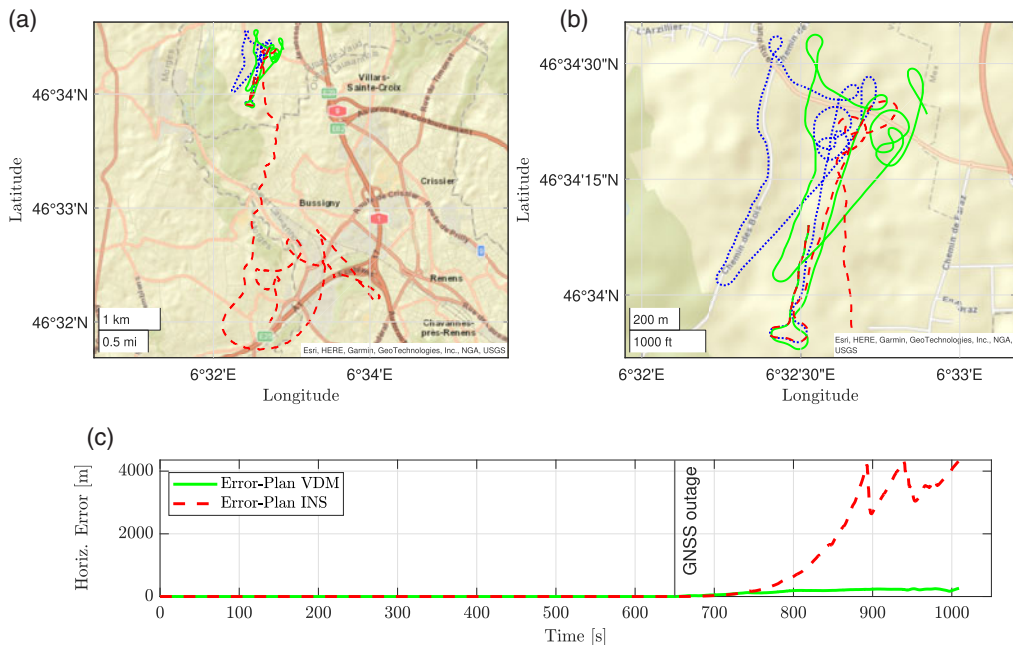 (a)
(b)
46°34'N
46°33'N
46°32'N
Latitude
Villars-
Sainte-Croix
Bussigny
Crissier
Renens
Chavannes-
près-Renens
1 km
0.5 mi
Esri, HERE, Garmin, GeoTechnologies, Inc., NGA,
USGS
6°32'E
6°34'E
Longitude
46°34'30"N
46°34'15"N
46°34'N
Latitude
L'Arzillier
Chemin des Bois
200 m
1000 ft
Esri, HERE, Garmin, GeoTechnologies, Inc., NGA,
USGS
6°32'E
6°32'30"E
6°33'E
Longitude
(c)
Horiz. Error [m]
4000
2000
0
Error-Plan VDM
Error-Plan INS
GNSS outage
0
100
200
300
400
500
600
700
800
900
1000
Time [s]